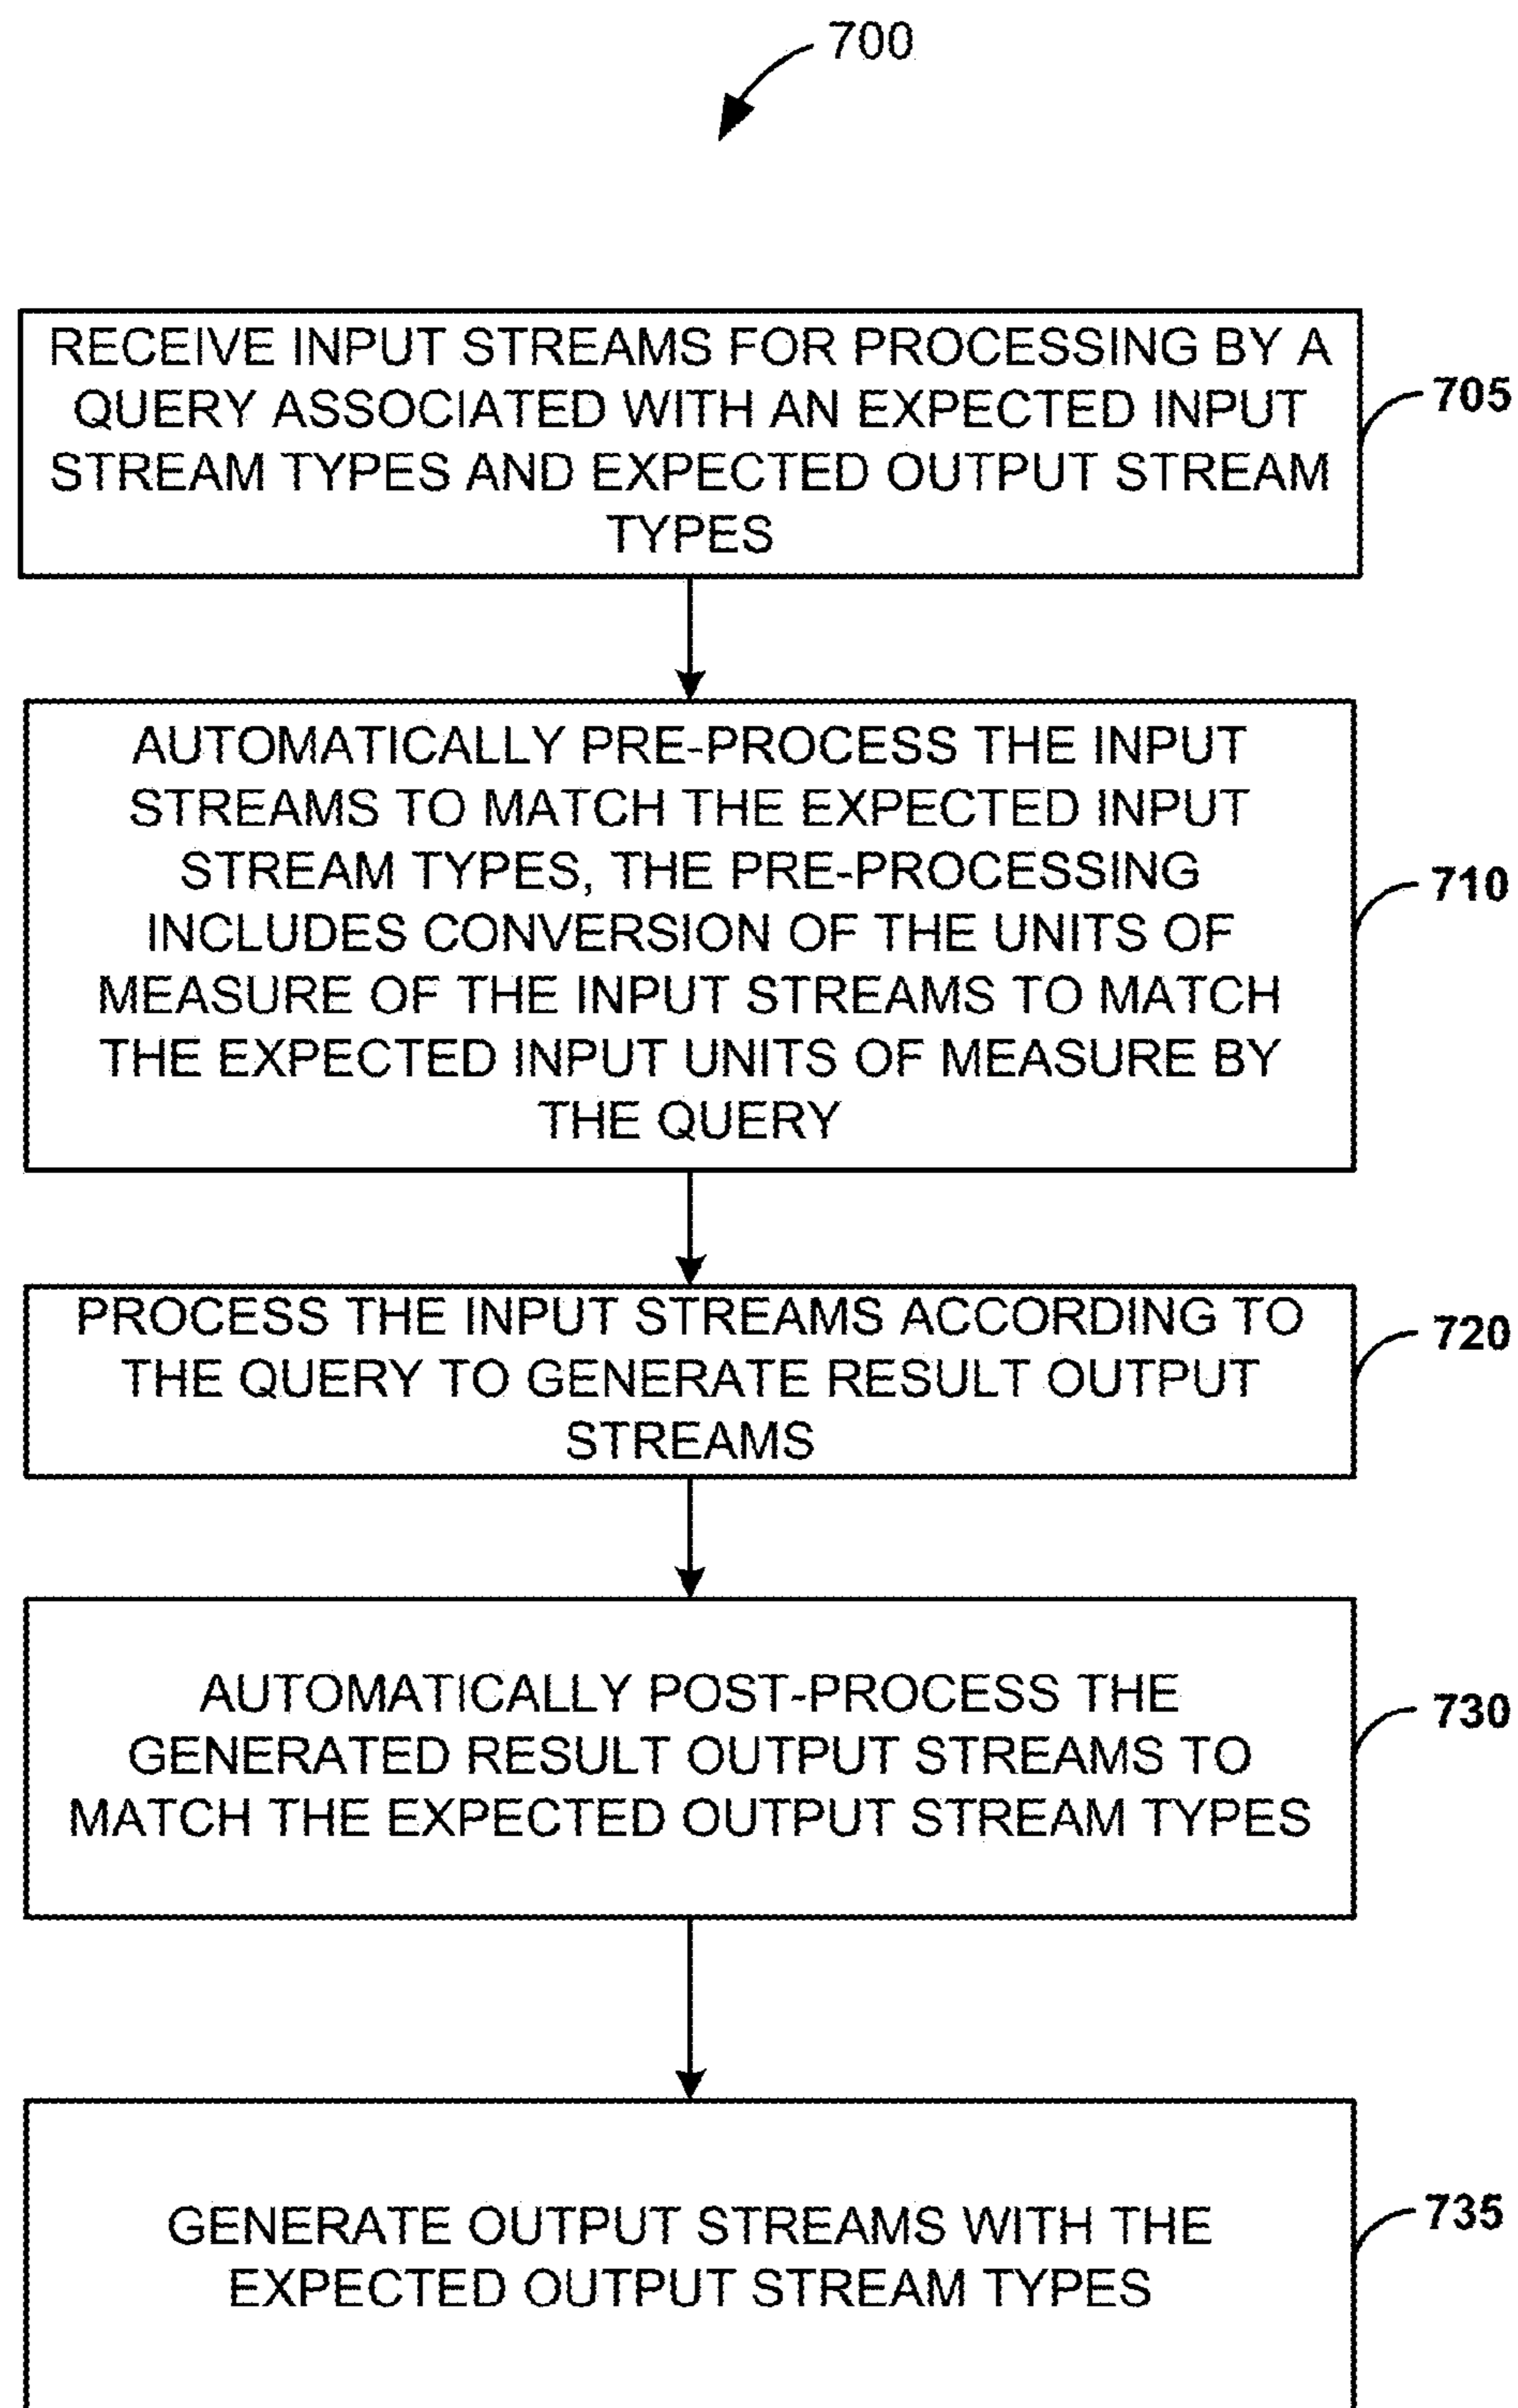 700
RECEIVE INPUT STREAMS FOR PROCESSING BY A
QUERY ASSOCIATED WITH AN EXPECTED INPUT
STREAM TYPES AND EXPECTED OUTPUT STREAM
TYPES
705
AUTOMATICALLY PRE-PROCESS THE INPUT
STREAMS TO MATCH THE EXPECTED INPUT
STREAM TYPES, THE PRE-PROCESSING
INCLUDES CONVERSION OF THE UNITS OF
MEASURE OF THE INPUT STREAMS TO MATCH
THE EXPECTED INPUT UNITS OF MEASURE BY
THE QUERY
710
PROCESS THE INPUT STREAMS ACCORDING TO
THE QUERY TO GENERATE RESULT OUTPUT
STREAMS
720
AUTOMATICALLY POST-PROCESS THE
GENERATED RESULT OUTPUT STREAMS TO
MATCH THE EXPECTED OUTPUT STREAM TYPES
730
GENERATE OUTPUT STREAMS WITH THE
EXPECTED OUTPUT STREAM TYPES
735